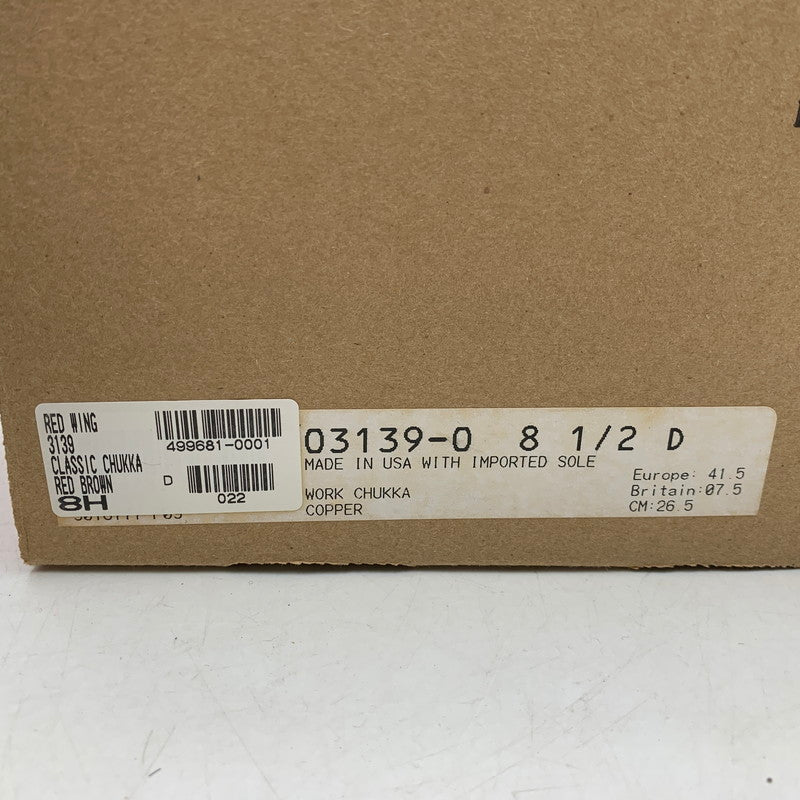 RED WING
3139
499681-0001
CLASSIC CHUKKA
RED BROWN
D
8H
022
03139-0 8 1/2 D
MADE IN USA WITH IMPORTED SOLE
WORK CHUKKA
COPPER
Europe: 41.5
Britain:07.5
CM:26.5